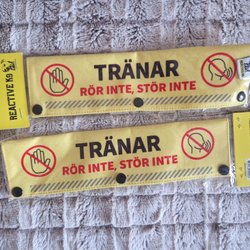 REACTIVE K9
TRÄNAR
RÖR INTE, STÖR INTE
TRÄNAR
RÖR INTE, STÖR INTE